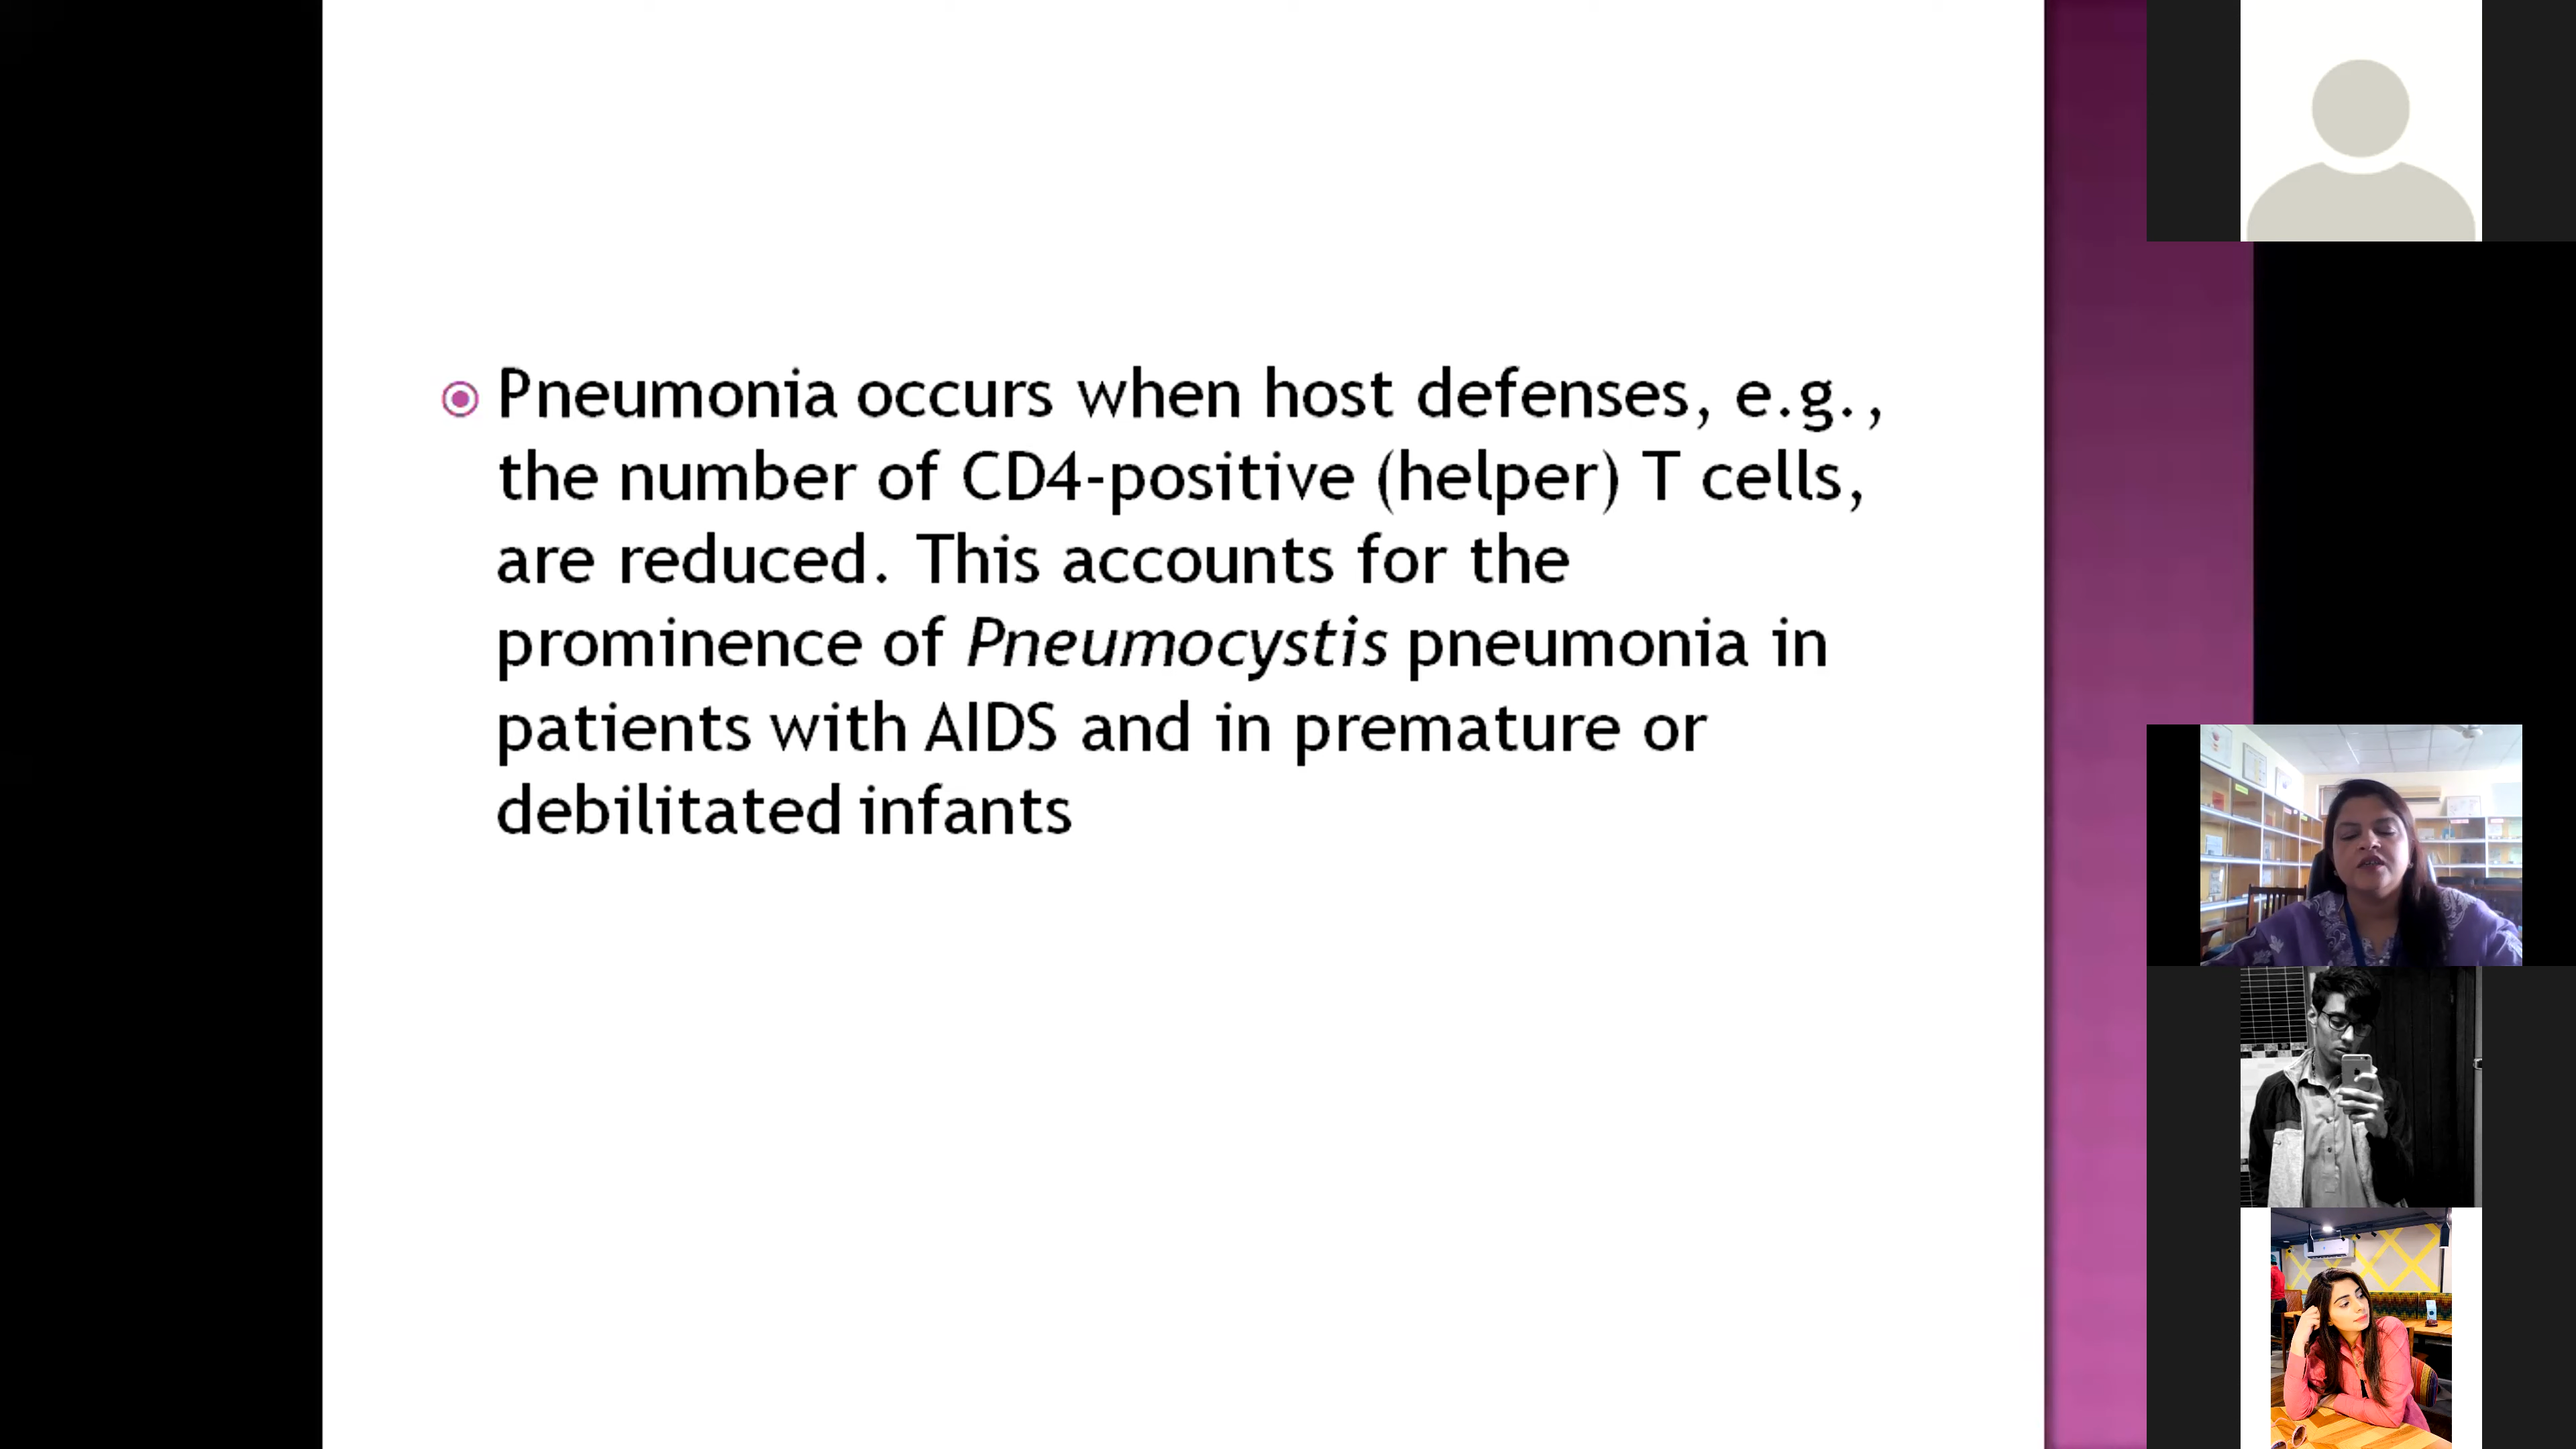 Pneumonia occurs when host defenses, e.g.,
the number of CD4-positive (helper) T cells,
are reduced. This accounts for the
prominence of Pneumocystis pneumonia in
patients with AIDS and in premature or
debilitated infants